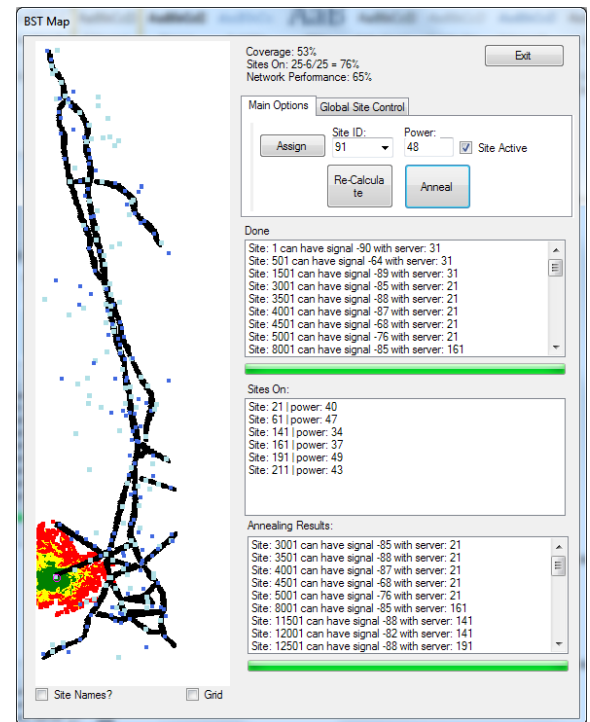 BST Map
Coverage: 53%
Sites On: 25-6/25 = 76%
Network Performance: 65%
Exit
Main Options
Global Site Control
Site ID:
Power:
Assign
91
48
Site Active
Re-Calcula
te
Anneal
Done
Site: 1 can have signal -90 with server: 31
Site: 501 can have signal -64 with server: 31
Site: 1501 can have signal -89 with server: 31
Site: 3001 can have signal -85 with server: 21
Site: 3501 can have signal -88 with server: 21
Site: 4001 can have signal -87 with server: 21
Site: 4501 can have signal -68 with server: 21
Site: 5001 can have signal -76 with server: 21
Site: 8001 can have signal -85 with server: 161
Sites On:
Site: 21 | power: 40
Site: 61 | power: 47
Site: 141 | power: 34
Site: 161 | power: 37
Site: 191 | power: 49
Site: 211 | power: 43
Annealing Results:
Site: 3001 can have signal -85 with server: 21
Site: 3501 can have signal -88 with server: 21
Site: 4001 can have signal -87 with server: 21
Site: 4501 can have signal -68 with server: 21
Site: 5001 can have signal -76 with server: 21
Site: 8001 can have signal -85 with server: 161
Site: 11501 can have signal -88 with server: 141
Site: 12001 can have signal -82 with server: 141
Site: 12501 can have signal -88 with server: 191
Site Names?
Grid